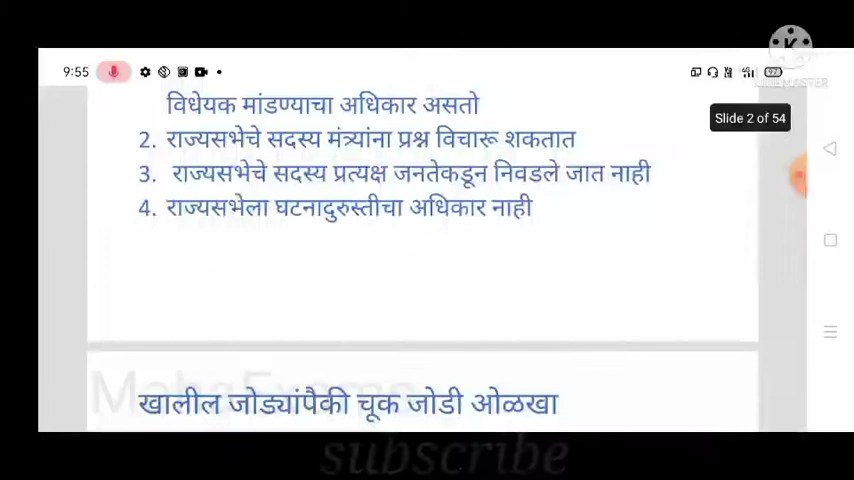 9:55
विधेयक मांडण्याचा अधिकार असतो
Slide 2 of 54
2. राज्यसभेचे सदस्य मंत्र्यांना प्रश्न विचारू शकतात
3. राज्यसभेचे सदस्य प्रत्यक्ष जनतेकडून निवडले जात नाही
4. राज्यसभेला घटनादुरुस्तीचा अधिकार नाही
खालील जोड्यांपैकी चूक जोडी ओळखा
subscribe